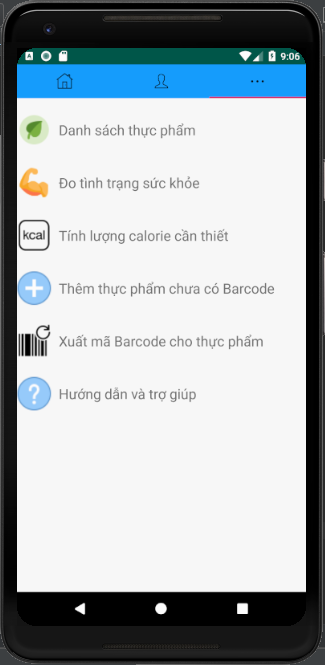 9:06
Danh sách thực phẩm
Đo tình trạng sức khỏe
kcal
Tính lượng calorie cần thiết
Thêm thực phẩm chưa có Barcode
Xuất mã Barcode cho thực phẩm
?
Hướng dẫn và trợ giúp